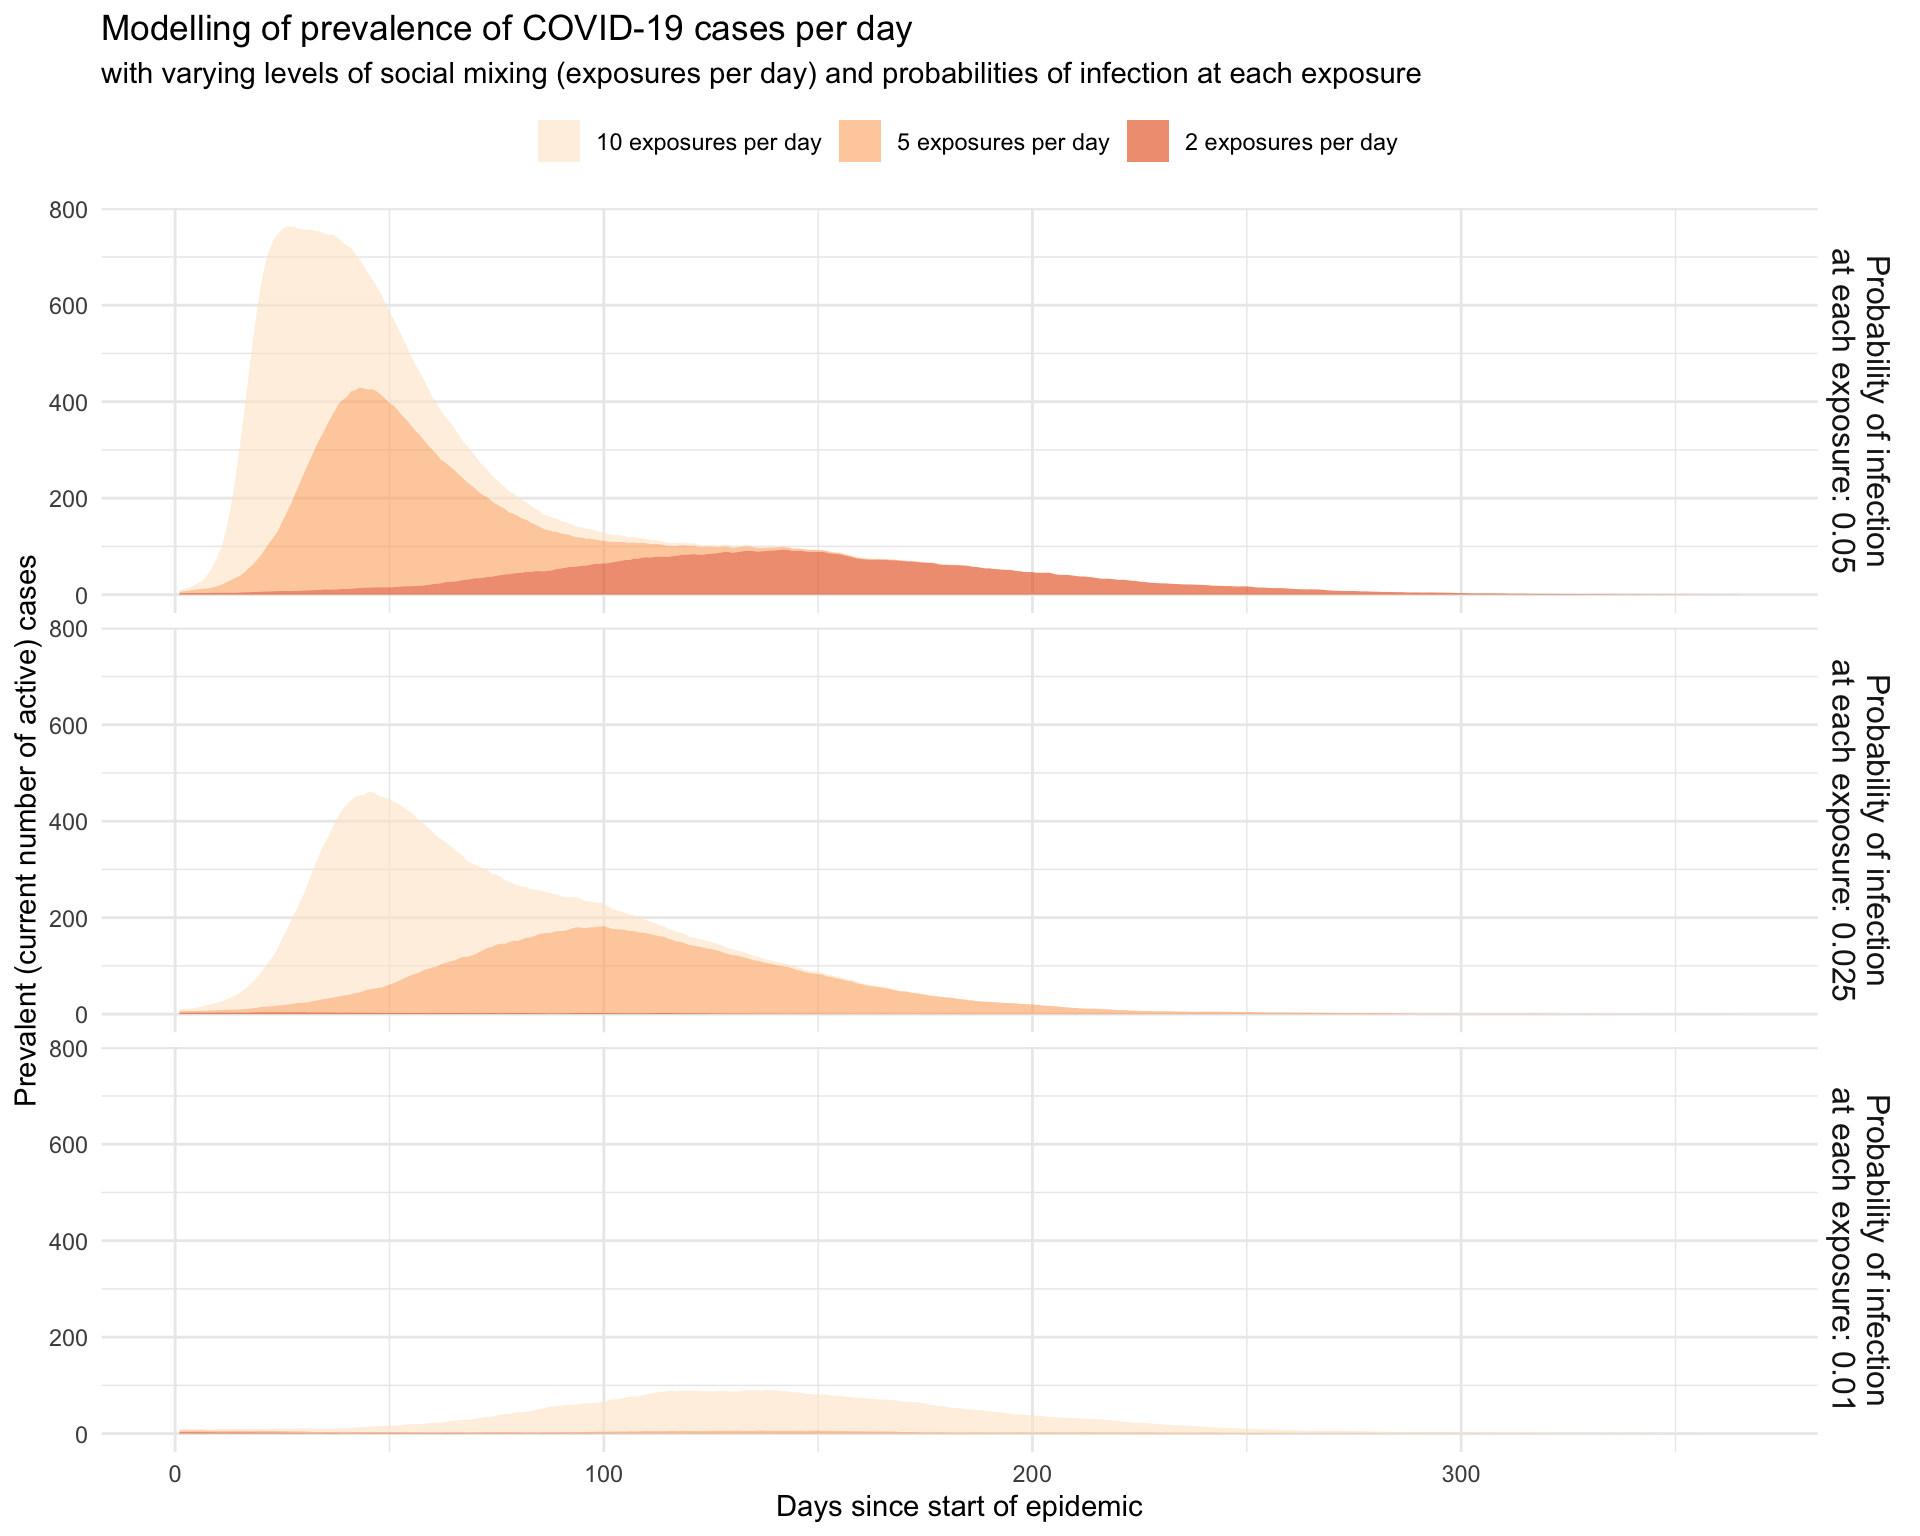 Modelling of prevalence of COVID-19 cases per day
with varying levels of social mixing (exposures per day) and probabilities of infection at each exposure
10 exposures per day
5 exposures per day
2 exposures per day
Prevalent (current number of active) cases
800
600
400
200
0
Probability of infection
at each exposure: 0.05
800
600
400
200
0
Probability of infection
at each exposure: 0.025
800
600
400
200
0
Probability of infection
at each exposure: 0.01
0
100
200
300
Days since start of epidemic